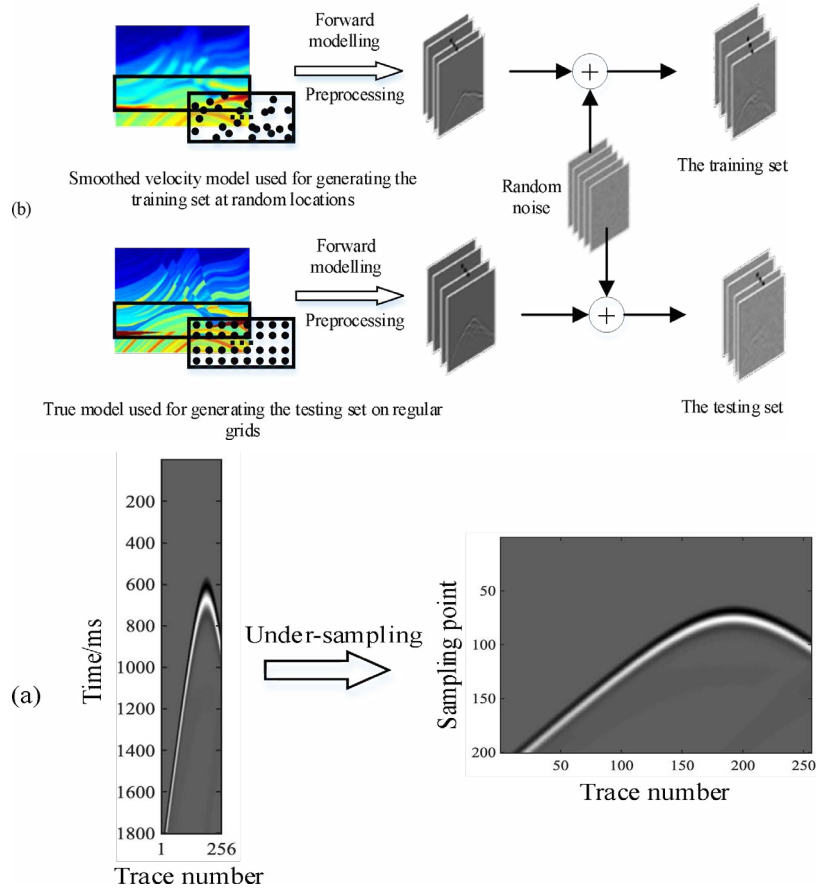 Forward
modelling
Preprocessing
Smoothed velocity model used for generating the
training set at random locations
The training set
(b)
Random
noise
Forward
modelling
Preprocessing
True model used for generating the testing set on regular
grids
The testing set
(a)
Time/ms
200
400
600
800
1000
1200
1400
1600
1800
1 256
Trace number
Under-sampling
Sampling point
50
100
150
200
50 100 150 200 250
Trace number